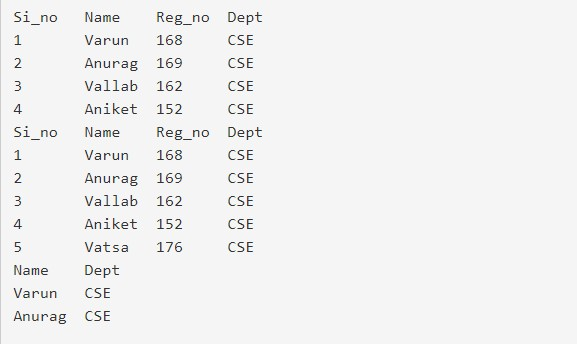 Si_no Name Reg_no Dept
1 Varun 168 CSE
2 Anurag 169 CSE
3 Vallab 162 CSE
4 Aniket 152 CSE
Si_no Name Reg_no Dept
1 Varun 168 CSE
2 Anurag 169 CSE
3 Vallab 162 CSE
4 Aniket 152 CSE
5 Vatsa 176 CSE
Name Dept
Varun CSE
Anurag CSE